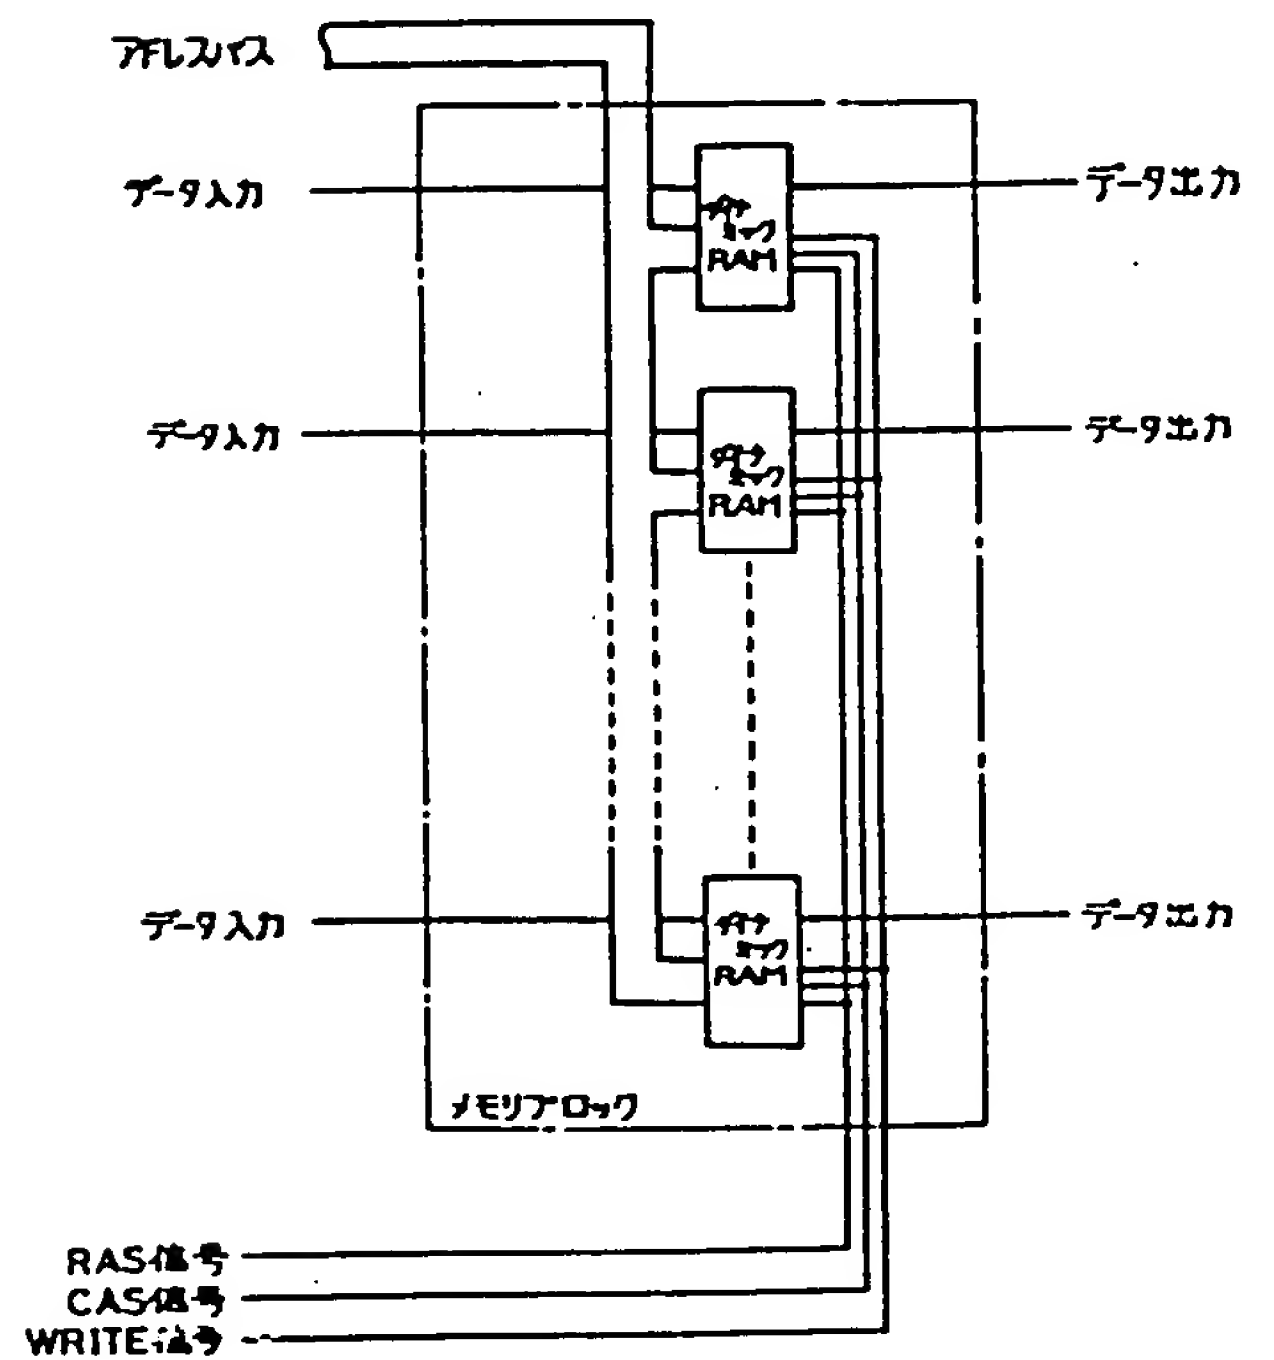 アドレスバス
データ入力
データ出力
ダイナ
ミック
RAM
データ入力
データ出力
ダイナ
ミック
RAM
データ入力
データ出力
ダイナ
ミック
RAM
メモリブロック
RAS信号
CAS信号
WRITE信号